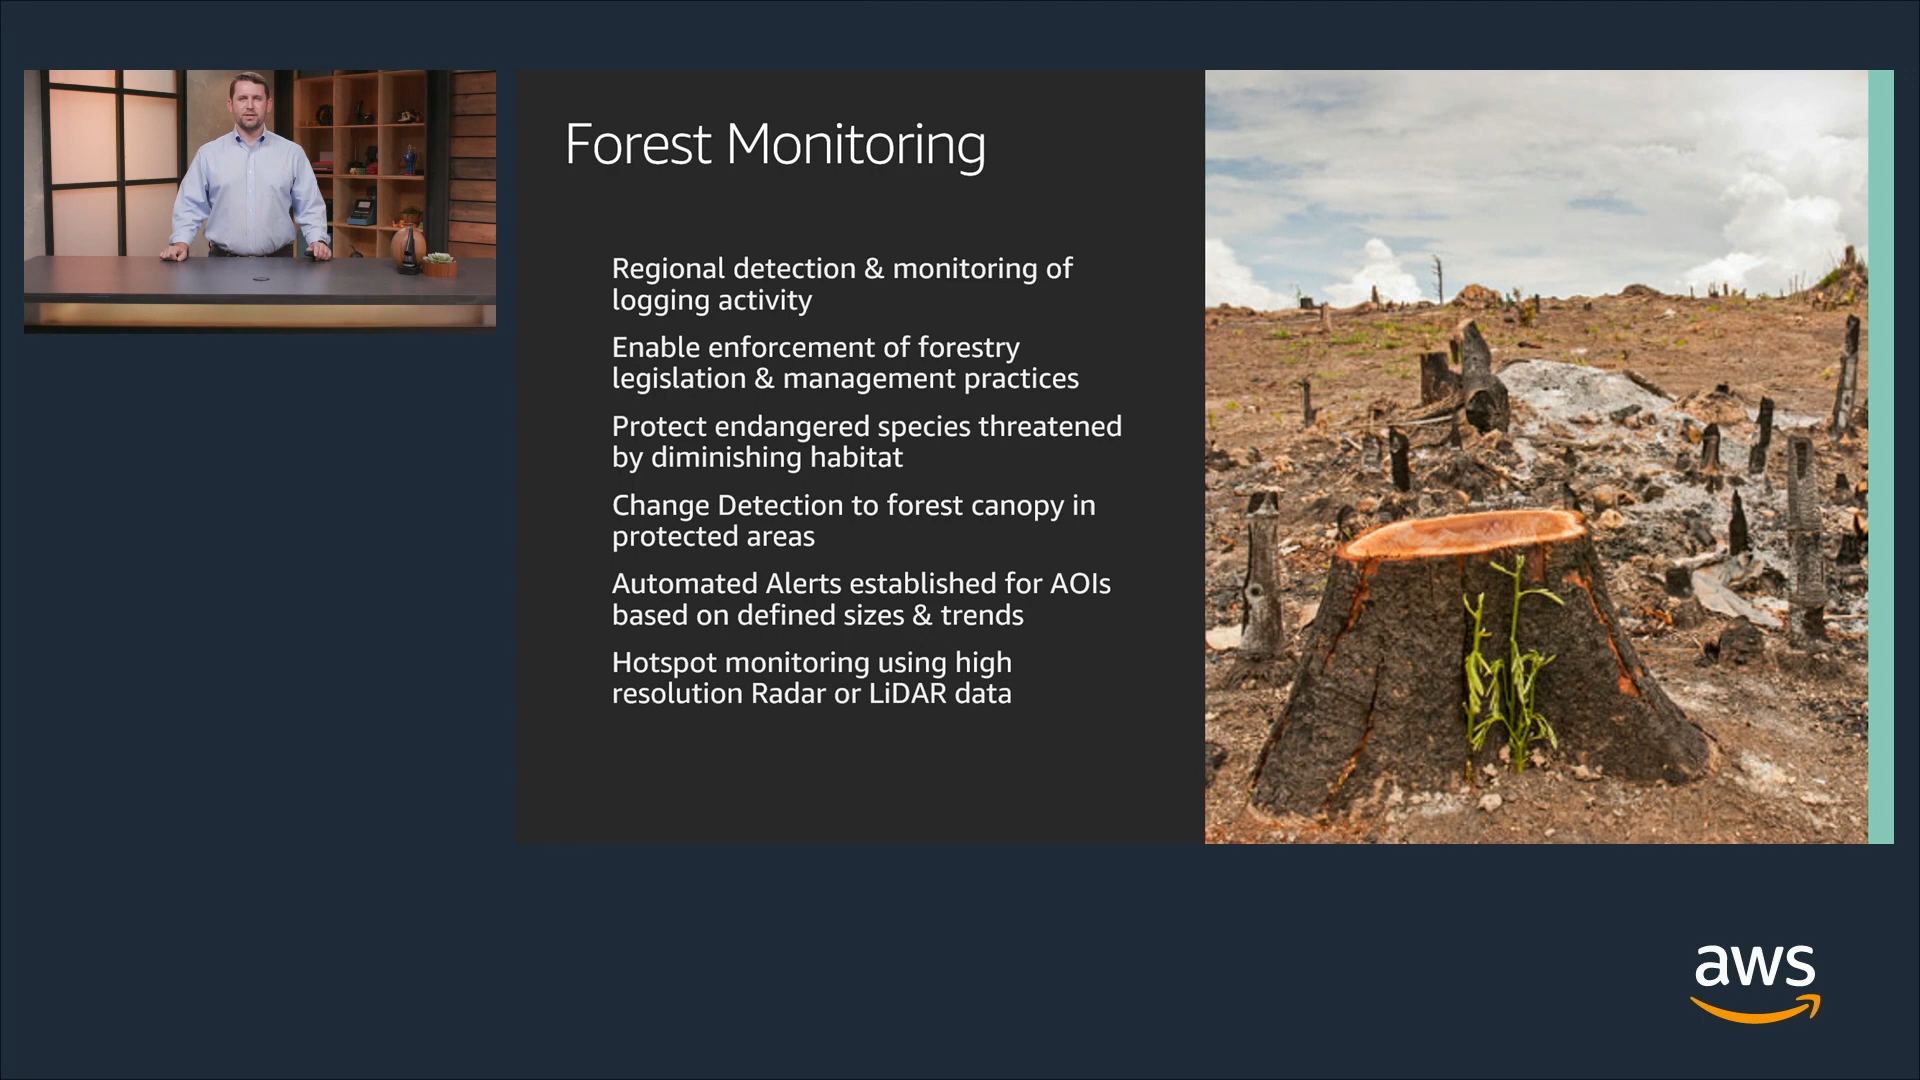 Forest Monitoring
Regional detection & monitoring of
logging activity
Enable enforcement of forestry
legislation & management practices
Protect endangered species threatened
by diminishing habitat
Change Detection to forest canopy in
protected areas
Automated Alerts established for AOIs
based on defined sizes & trends
Hotspot monitoring using high
resolution Radar or LiDAR data
aws